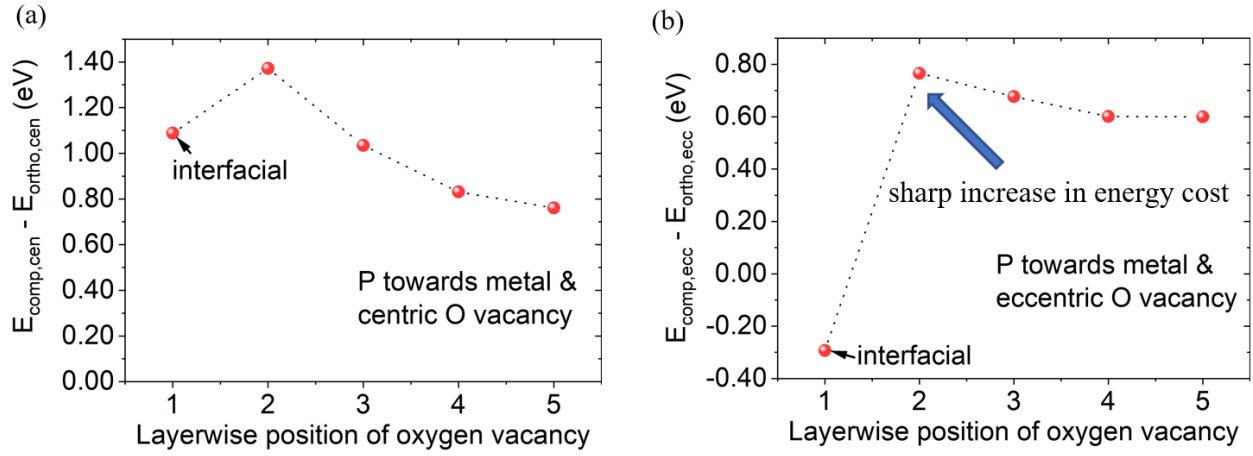 (a)
E_comp,cen - E_ortho,cen (eV)
1.40
1.20
1.00
0.80
0.60
0.40
0.20
0.00
interfacial
P towards metal &
centric O vacancy
1 2 3 4 5
Layerwise position of oxygen vacancy
(b)
E_comp,ecc - E_ortho,ecc (eV)
0.80
0.60
0.40
0.20
0.00
-0.20
-0.40
sharp increase in energy cost
P towards metal &
eccentric O vacancy
interfacial
1 2 3 4 5
Layerwise position of oxygen vacancy